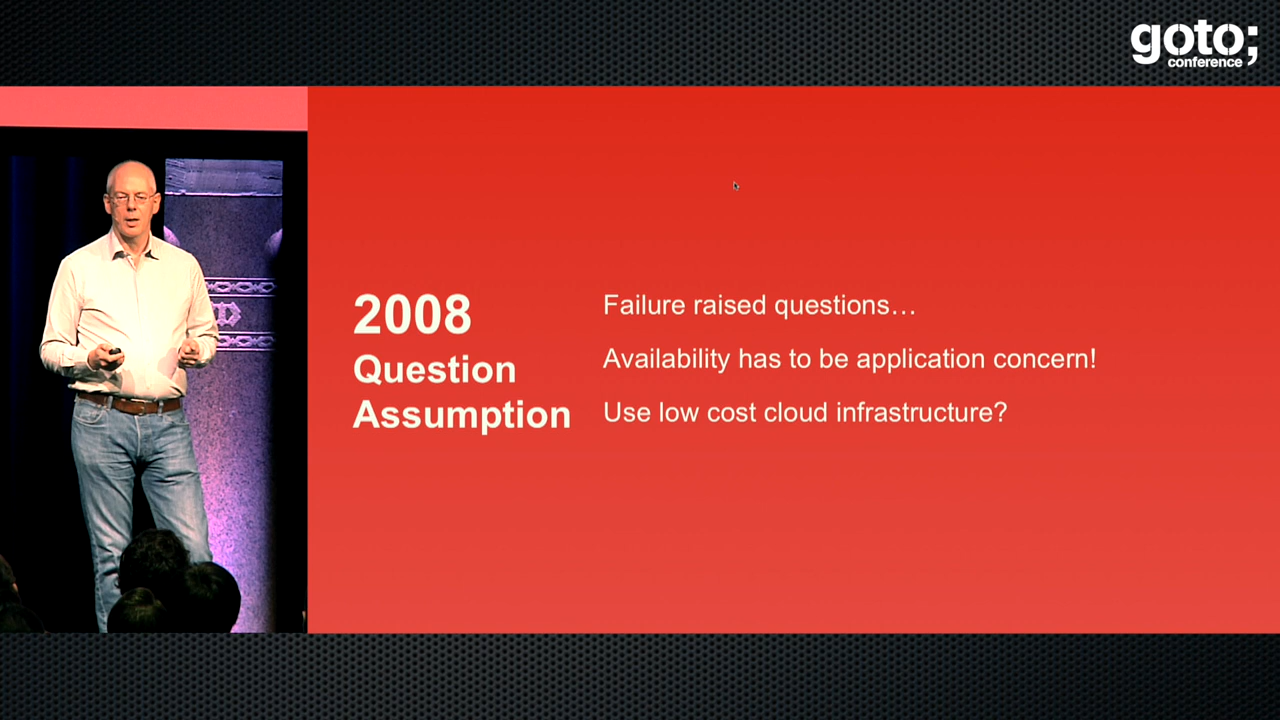 goto;
conference
2008
Question
Assumption
Failure raised questions…
Availability has to be application concern!
Use low cost cloud infrastructure?